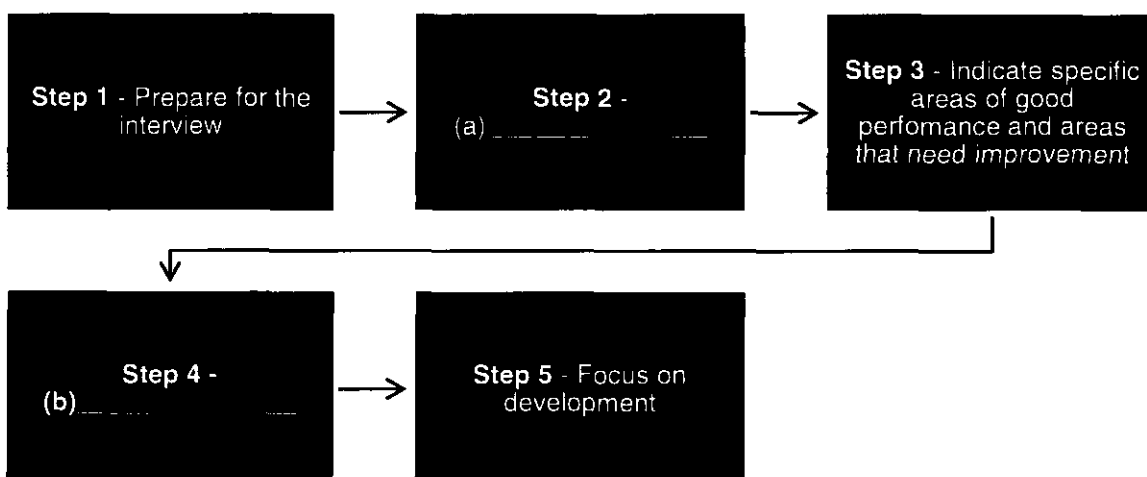 Step 1 - Prepare for the
interview
Step 2 -
(a)
Step 3 - Indicate specific
areas of good
perfomance and areas
that need improvement
Step 4 -
(b)
Step 5 - Focus on
development